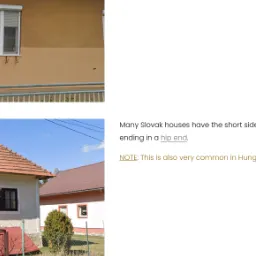 Many Slovak houses have the short side
ending in a hip end.
NOTE: This is also very common in Hung